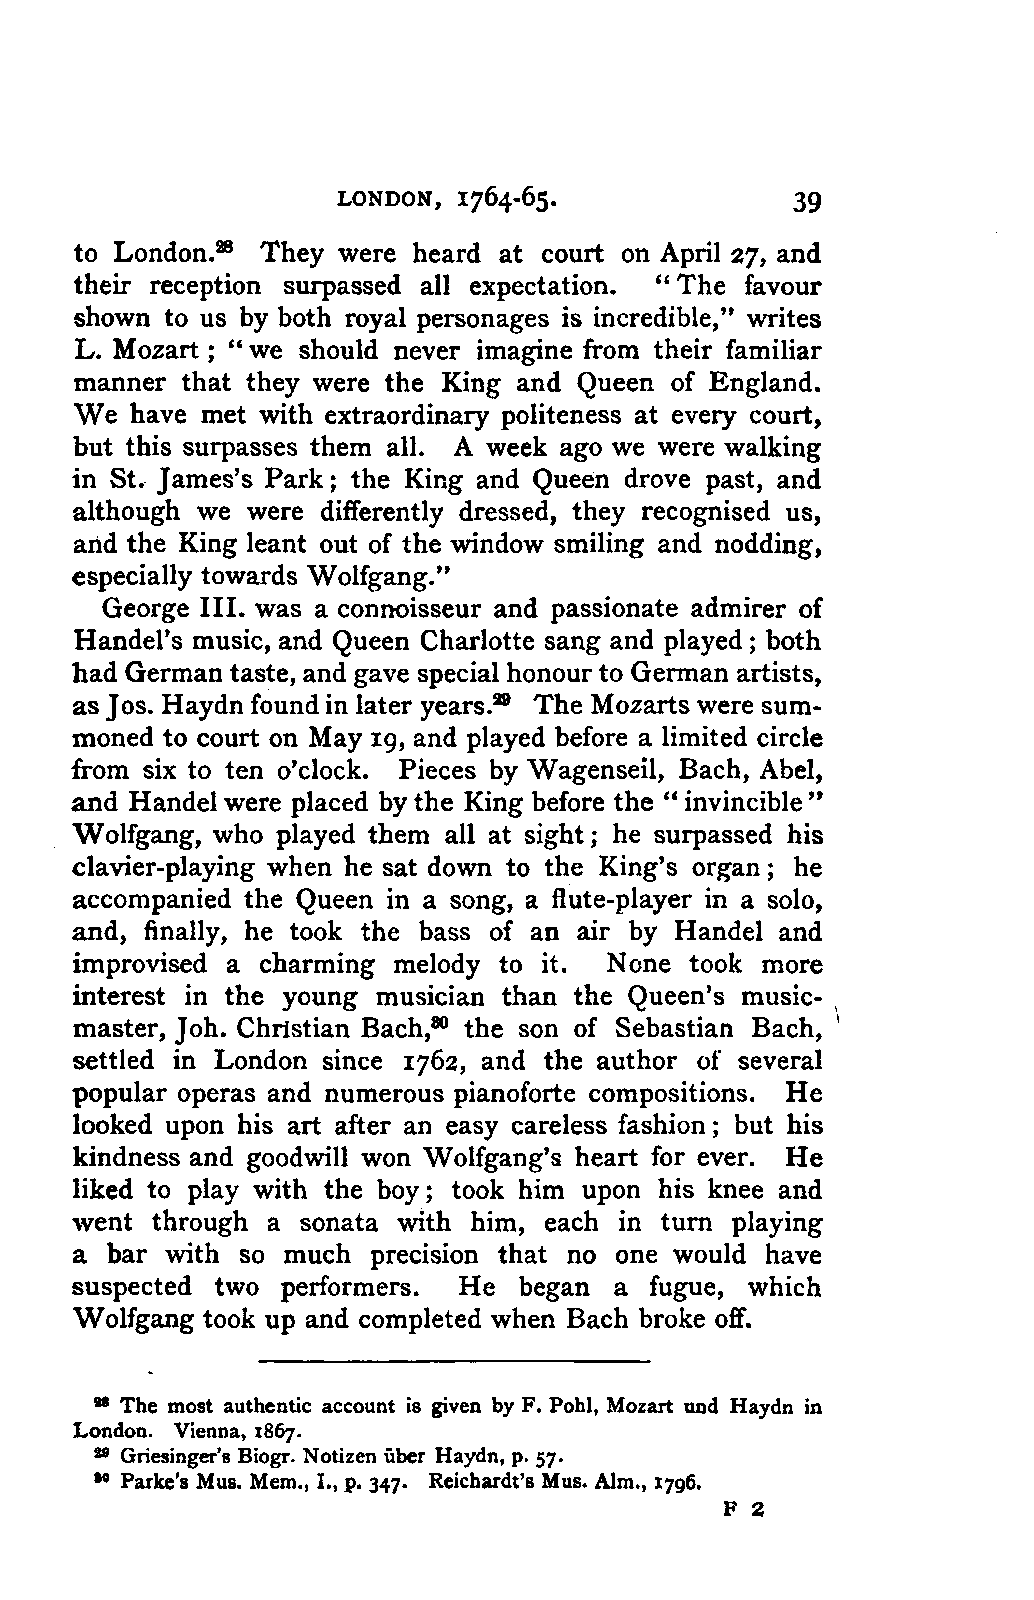 LONDON, 1764-65. 39
to London.²⁸ They were heard at court on April 27, and
their reception surpassed all expectation. “The favour
shown to us by both royal personages is incredible,” writes
L. Mozart ; “we should never imagine from their familiar
manner that they were the King and Queen of England.
We have met with extraordinary politeness at every court,
but this surpasses them all. A week ago we were walking
in St. James's Park; the King and Queen drove past, and
although we were differently dressed, they recognised us,
and the King leant out of the window smiling and nodding,
especially towards Wolfgang.”
George III. was a connoisseur and passionate admirer of
Handel's music, and Queen Charlotte sang and played; both
had German taste, and gave special honour to German artists,
as Jos. Haydn found in later years.²⁹ The Mozarts were sum-
moned to court on May 19, and played before a limited circle
from six to ten o'clock. Pieces by Wagenseil, Bach, Abel,
and Handel were placed by the King before the “invincible”
Wolfgang, who played them all at sight; he surpassed his
clavier-playing when he sat down to the King's organ; he
accompanied the Queen in a song, a flute-player in a solo,
and, finally, he took the bass of an air by Handel and
improvised a charming melody to it. None took more
interest in the young musician than the Queen's music-
master, Joh. Christian Bach,³⁰ the son of Sebastian Bach,
settled in London since 1762, and the author of several
popular operas and numerous pianoforte compositions. He
looked upon his art after an easy careless fashion; but his
kindness and goodwill won Wolfgang's heart for ever. He
liked to play with the boy; took him upon his knee and
went through a sonata with him, each in turn playing
a bar with so much precision that no one would have
suspected two performers. He began a fugue, which
Wolfgang took up and completed when Bach broke off.
²⁸ The most authentic account is given by F. Pohl, Mozart und Haydn in
London. Vienna, 1867.
²⁹ Griesinger's Biogr. Notizen über Haydn, p. 57.
³⁰ Parke's Mus. Mem., I., p. 347. Reichardt's Mus. Alm., 1796.
F 2